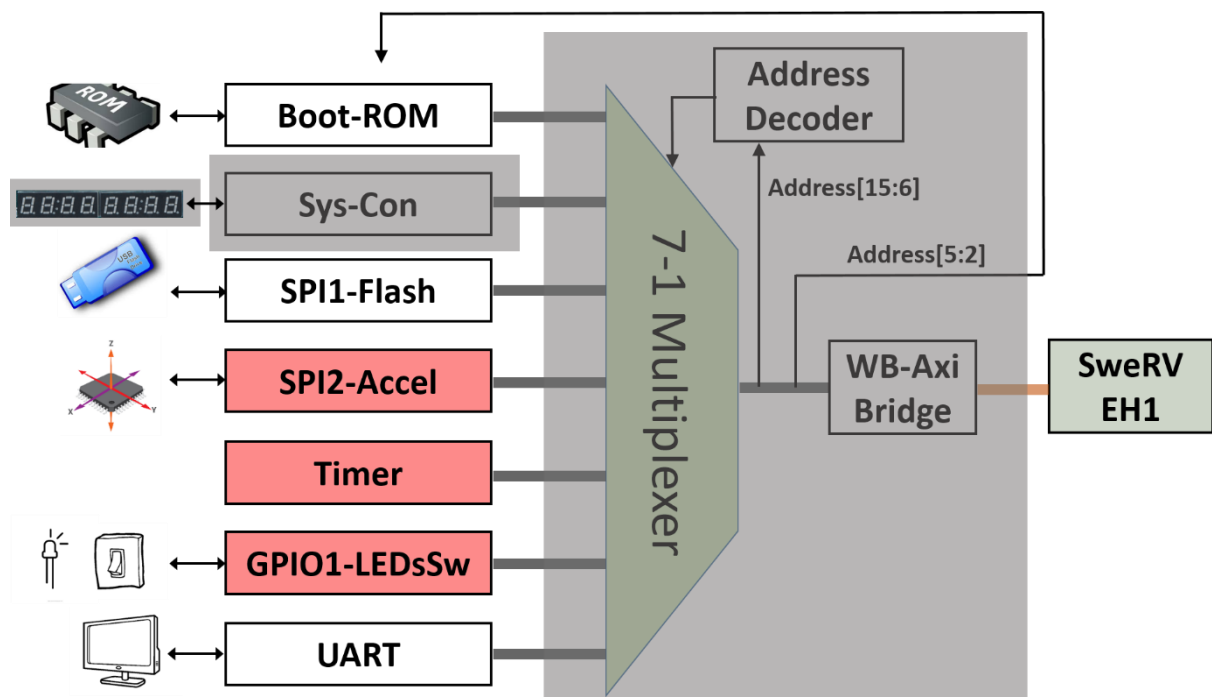 ROM
Boot-ROM
Address
Decoder
Address[15:6]
Sys-Con
Address[5:2]
USB
SPI1-Flash
7-1 Multiplexer
WB-Axi
Bridge
SweRV
EH1
Z
X
Y
SPI2-Accel
Timer
GPIO1-LEDsSw
UART